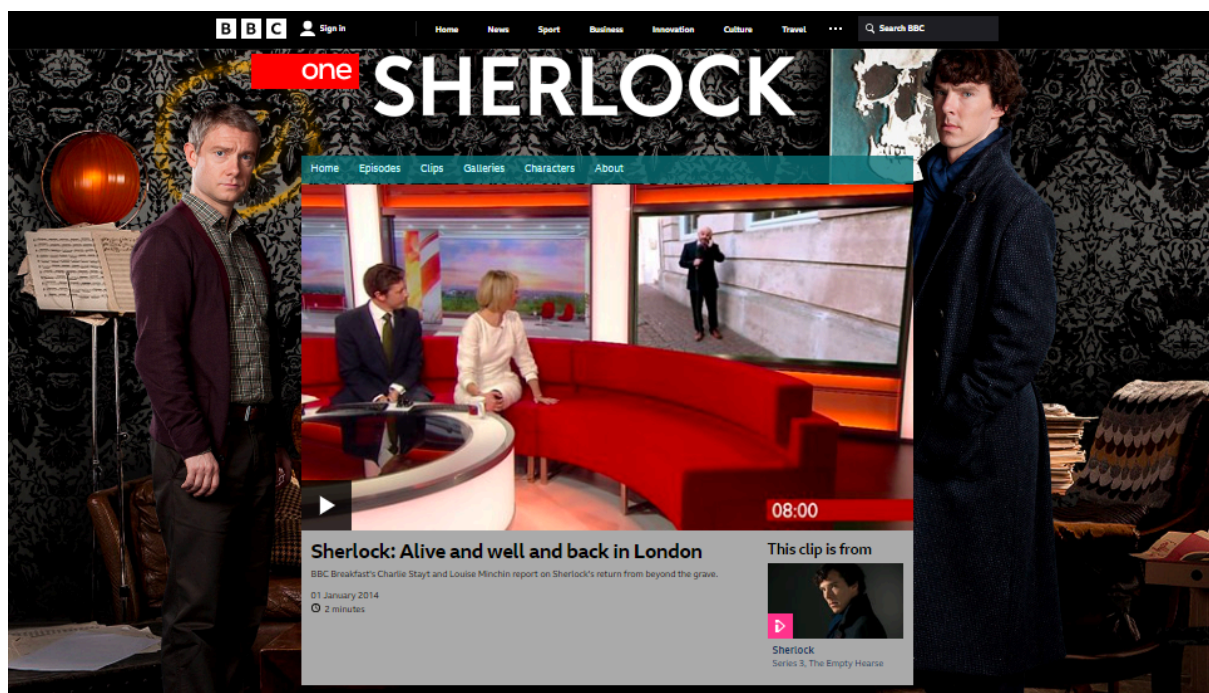 BBC Sign in Home News Sport Business Innovation Culture Travel ... Search BBC
one
SHERLOCK
Home Episodes Clips Galleries Characters About
08:00
Sherlock: Alive and well and back in London
BBC Breakfast's Charlie Stayt and Louise Minchin report on Sherlock's return from beyond the grave.
01 January 2014
2 minutes
This clip is from
Sherlock
Series 3, The Empty Hearse